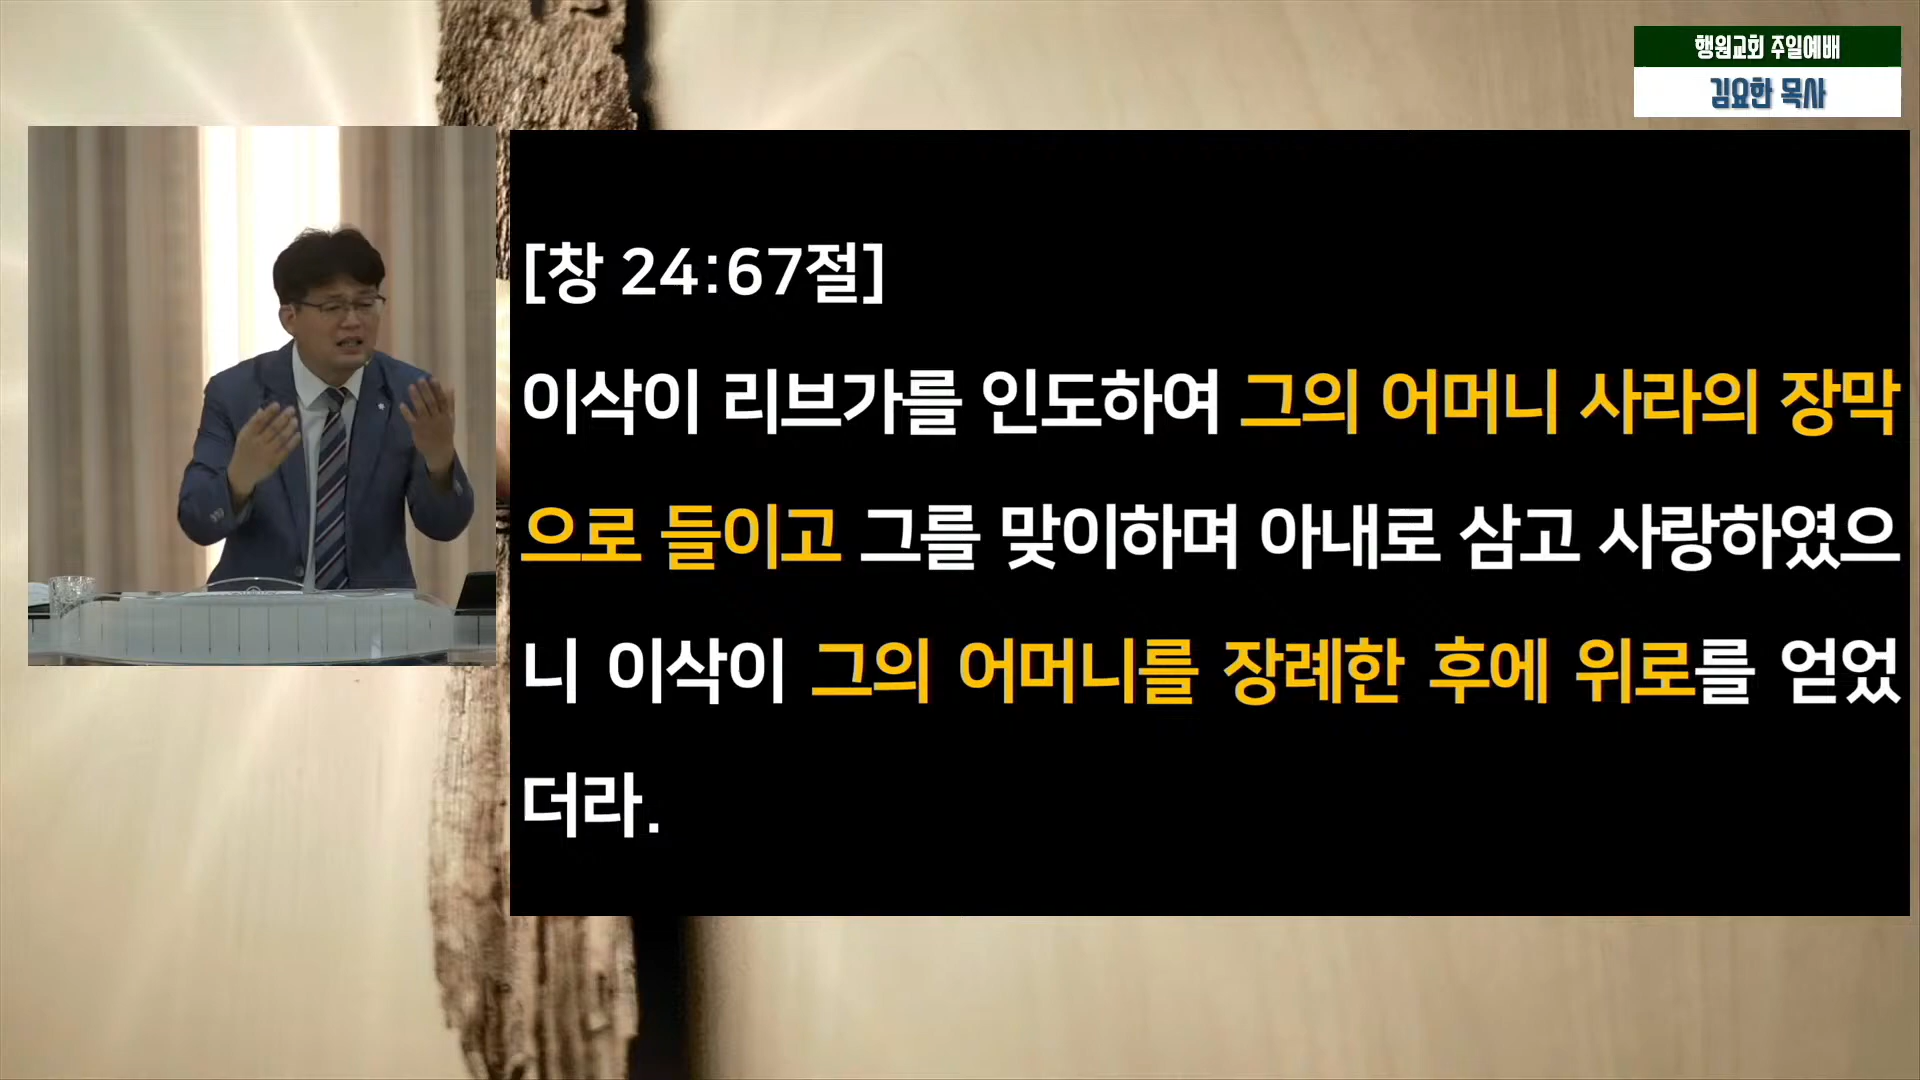 행원교회 주일예배
김요한 목사
[창 24:67절]
이삭이 리브가를 인도하여 그의 어머니 사라의 장막
으로 들이고 그를 맞이하며 아내로 삼고 사랑하였으
니 이삭이 그의 어머니를 장례한 후에 위로를 얻었
더라.